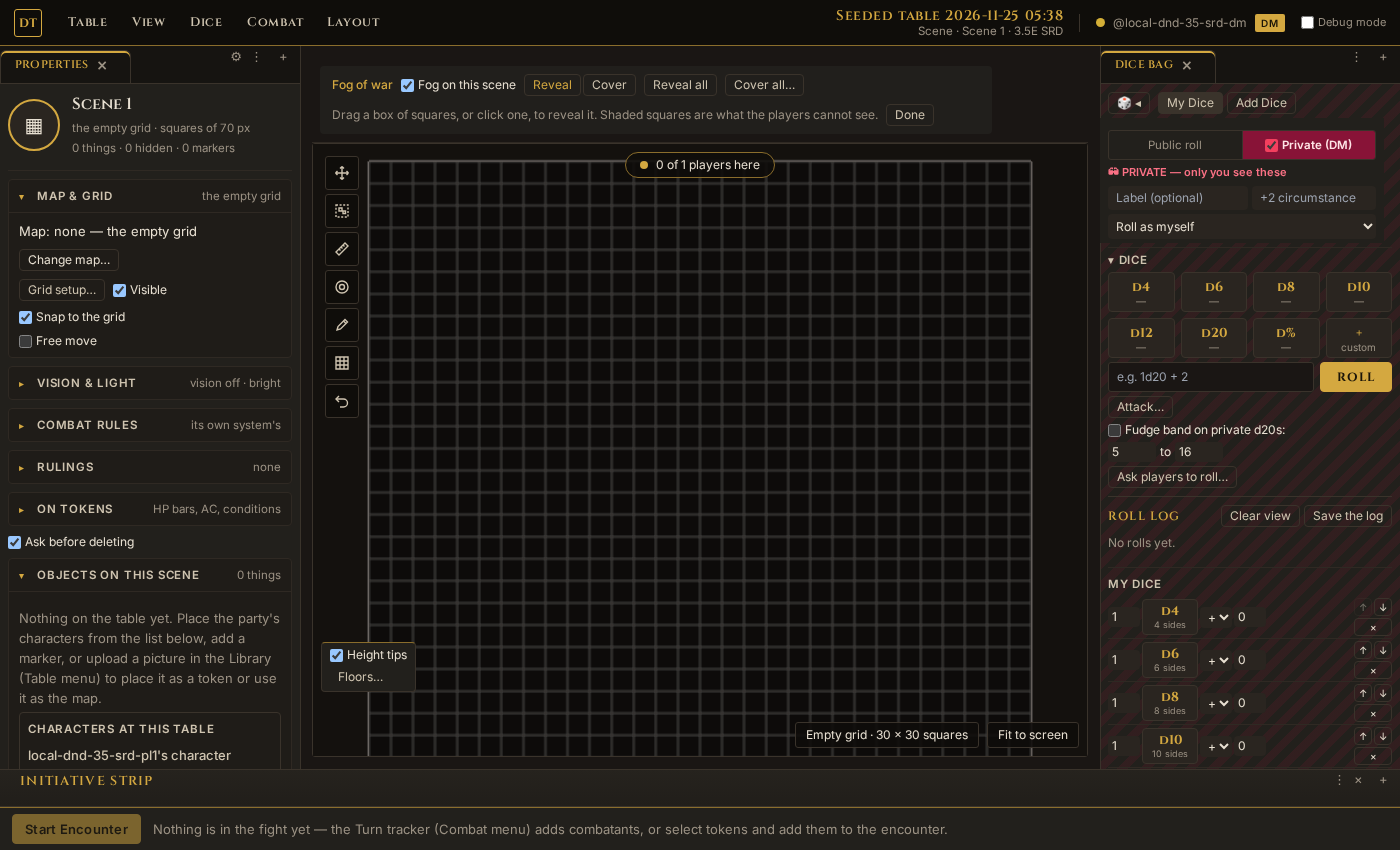 DT Table View Dice Combat Layout
Seeded table 2026-11-25 05:38
Scene · Scene 1 · 3.5E SRD
@local-dnd-35-srd-dm DM Debug mode
PROPERTIES
Scene 1
the empty grid · squares of 70 px
0 things · 0 hidden · 0 markers
MAP & GRID the empty grid
Map: none — the empty grid
Change map...
Grid setup... Visible
Snap to the grid
Free move
VISION & LIGHT vision off · bright
COMBAT RULES its own system's
RULINGS none
ON TOKENS HP bars, AC, conditions
Ask before deleting
OBJECTS ON THIS SCENE 0 things
Nothing on the table yet. Place the party's
characters from the list below, add a
marker, or upload a picture in the Library
(Table menu) to place it as a token or use
it as the map.
CHARACTERS AT THIS TABLE
local-dnd-35-srd-pl1's character
Fog of war Fog on this scene Reveal Cover Reveal all Cover all...
Drag a box of squares, or click one, to reveal it. Shaded squares are what the players cannot see. Done
0 of 1 players here
Height tips
Floors...
Empty grid · 30 × 30 squares Fit to screen
DICE BAG
My Dice Add Dice
Public roll Private (DM)
PRIVATE — only you see these
Label (optional) +2 circumstance
Roll as myself
DICE
D4 D6 D8 D10
— — — —
D12 D20 D% +
— — — custom
e.g. 1d20 + 2 ROLL
Attack...
Fudge band on private d20s:
5 to 16
Ask players to roll...
ROLL LOG Clear view Save the log
No rolls yet.
MY DICE
1 D4 + 0
4 sides
1 D6 + 0
6 sides
1 D8 + 0
8 sides
1 D10 + 0
10 sides
INITIATIVE STRIP
Start Encounter Nothing is in the fight yet — the Turn tracker (Combat menu) adds combatants, or select tokens and add them to the encounter.